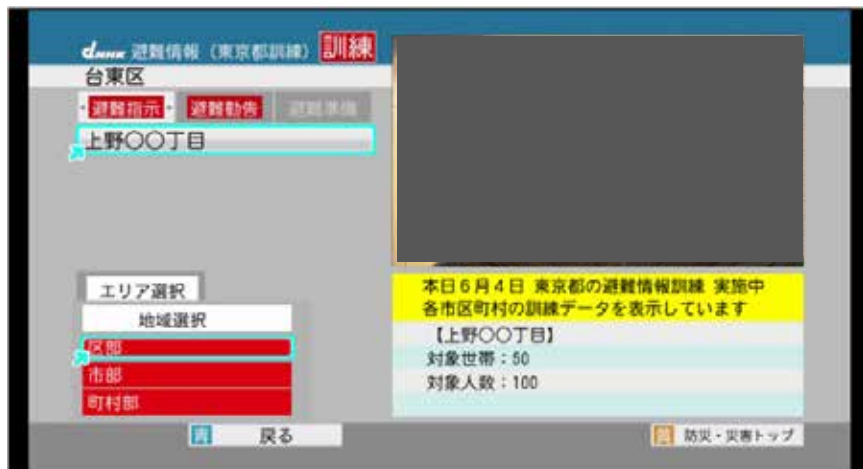 dNHK 避難情報（東京都訓練） 訓練
台東区
避難指示 避難勧告 避難準備
上野〇〇丁目
エリア選択
地域選択
区部
市部
町村部
本日６月４日 東京都の避難情報訓練 実施中
各市区町村の訓練データを表示しています
【上野〇〇丁目】
対象世帯：50
対象人数：100
青 戻る
黄 防災・災害トップ